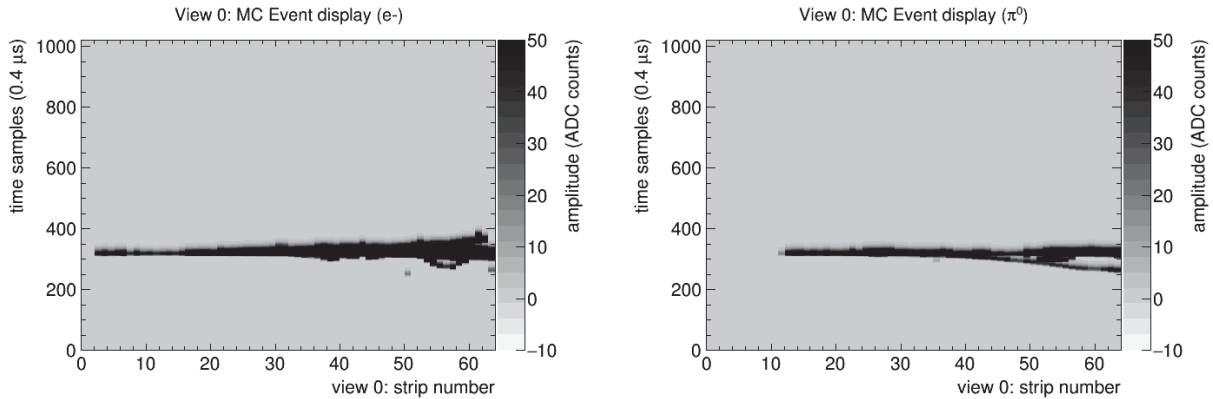 View 0: MC Event display (e-)
time samples (0.4 µs)
1000
800
600
400
200
0
0 10 20 30 40 50 60
view 0: strip number
50
40
30
20
10
0
−10
amplitude (ADC counts)
View 0: MC Event display (π⁰)
time samples (0.4 µs)
1000
800
600
400
200
0
0 10 20 30 40 50 60
view 0: strip number
50
40
30
20
10
0
−10
amplitude (ADC counts)